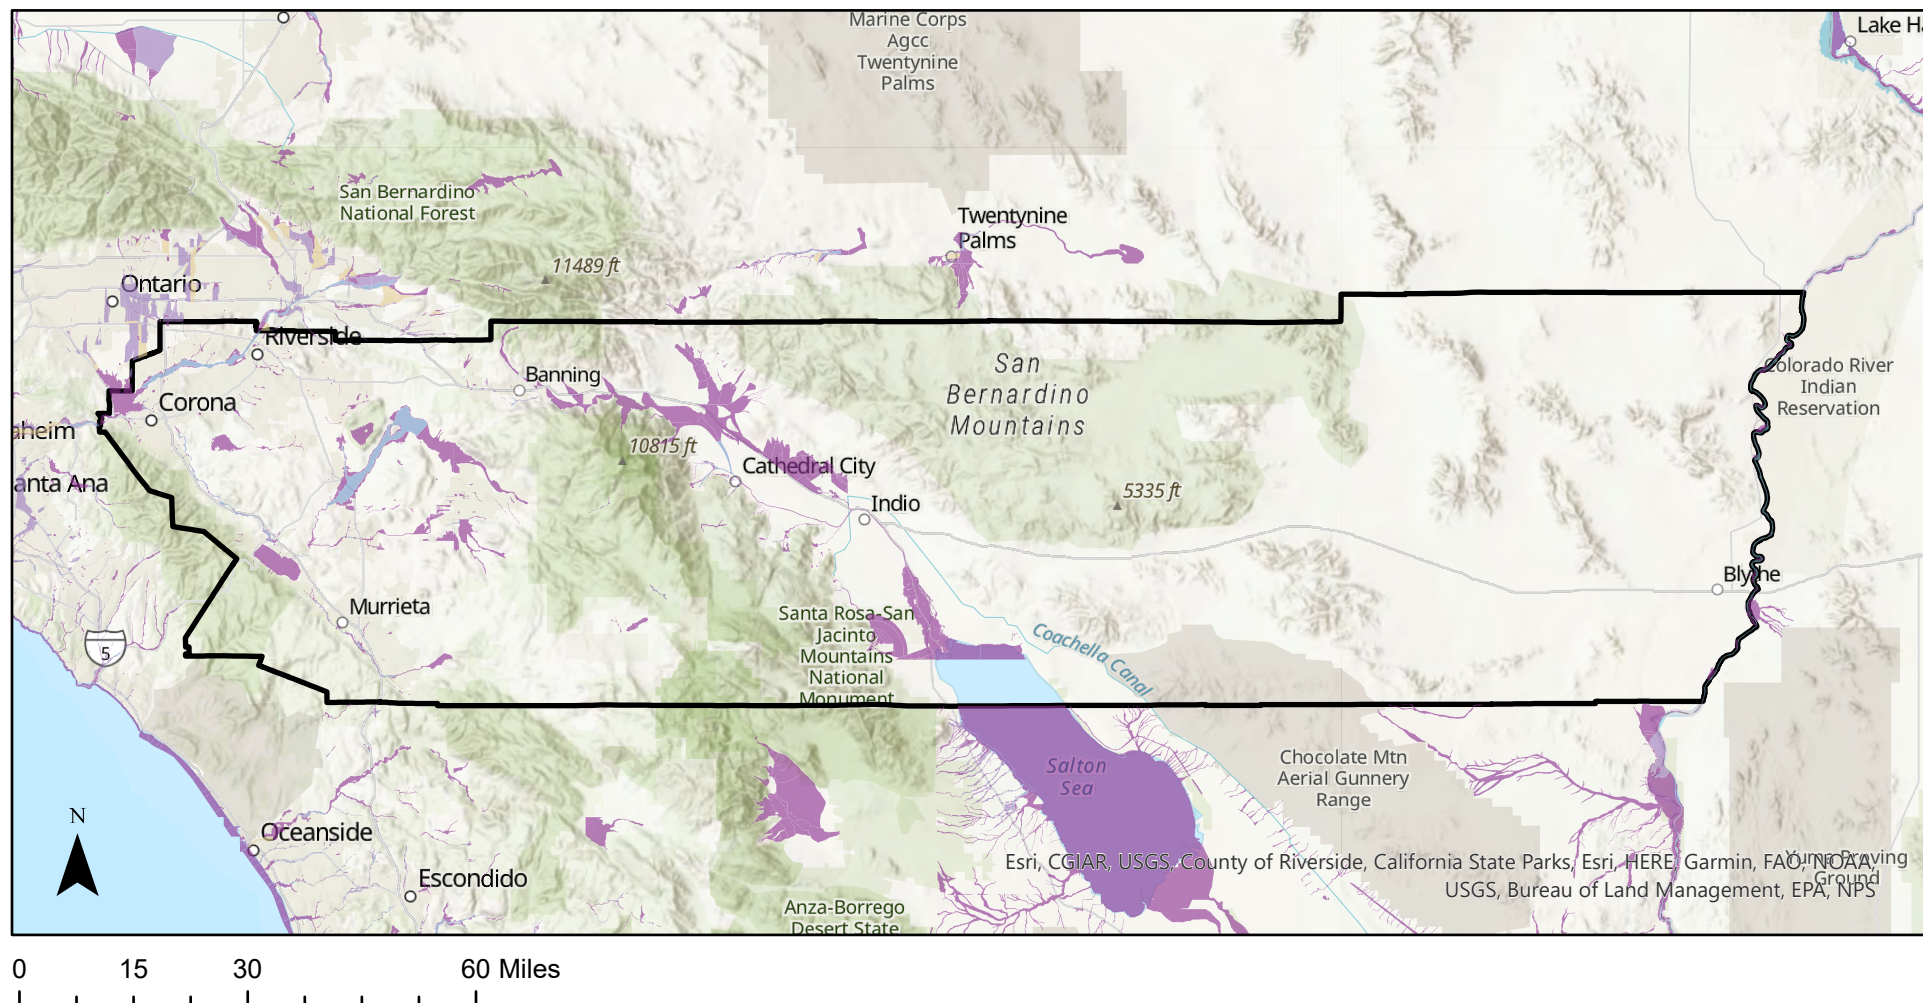 Marine Corps
Agcc
Twentynine
Palms
Lake Ha
San Bernardino
National Forest
Twentynine
Palms
11489 ft
Ontario
Riverside
San
Bernardino
Mountains
Colorado River
Indian
Reservation
Banning
Corona
aheim
10815 ft
Cathedral City
anta Ana
5335 ft
Indio
Blythe
Murrieta
Santa Rosa-San
Jacinto
Mountains
National
Monument
Coachella Canal
5
Salton
Sea
Chocolate Mtn
Aerial Gunnery
Range
N
Oceanside
Escondido
Yuma Proving
Ground
Anza-Borrego
Desert State
Esri, CGIAR, USGS, County of Riverside, California State Parks, Esri, HERE, Garmin, FAO, NOAA,
USGS, Bureau of Land Management, EPA, NPS
0 15 30 60 Miles